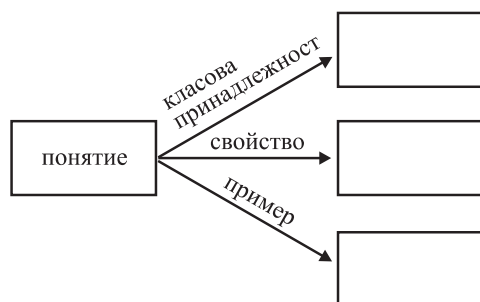 класова
принадлежност
понятие
свойство
пример